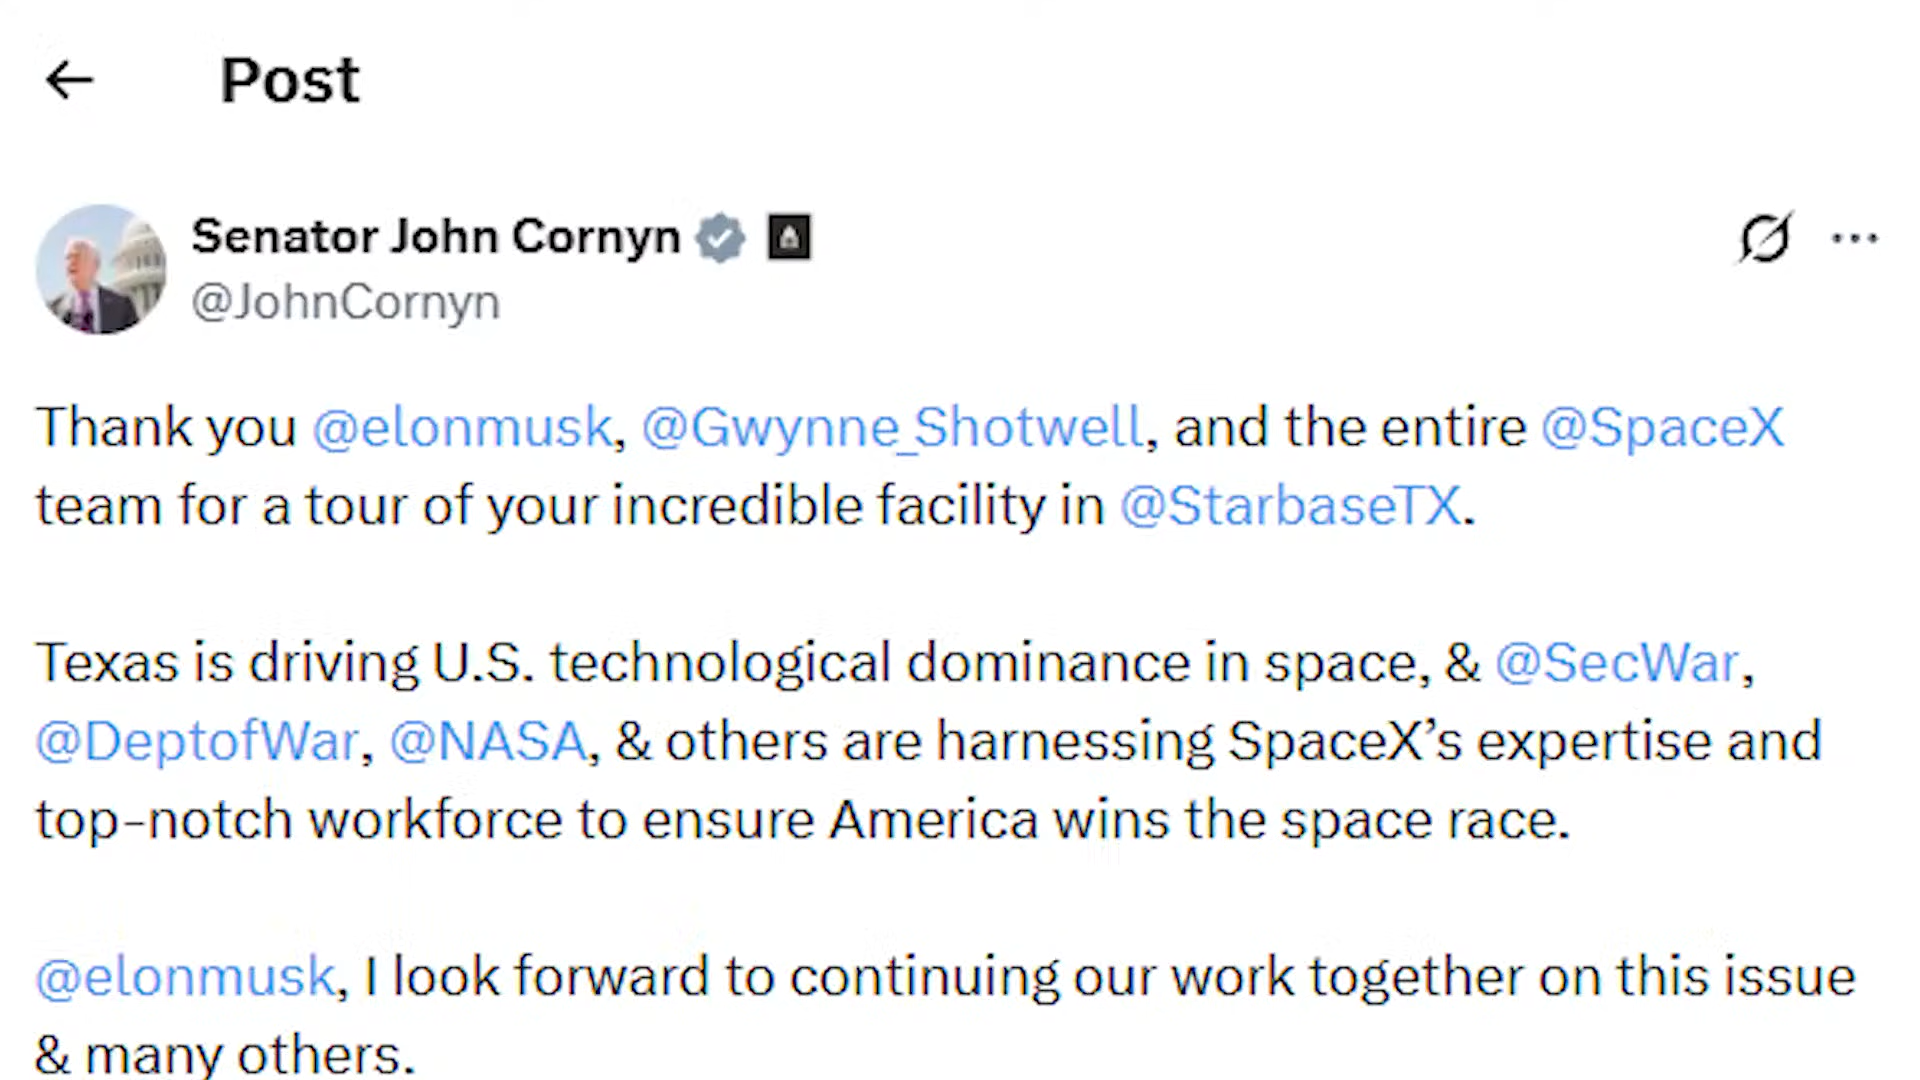 Post
Senator John Cornyn
@JohnCornyn
Thank you @elonmusk, @Gwynne_Shotwell, and the entire @SpaceX
team for a tour of your incredible facility in @StarbaseTX.
Texas is driving U.S. technological dominance in space, & @SecWar,
@DeptofWar, @NASA, & others are harnessing SpaceX’s expertise and
top-notch workforce to ensure America wins the space race.
@elonmusk, I look forward to continuing our work together on this issue
& many others.